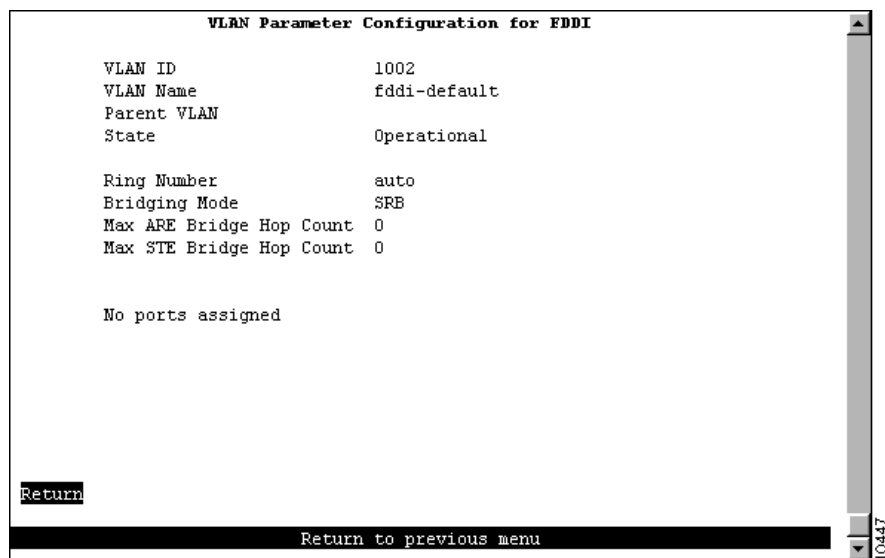 VLAN Parameter Configuration for FDDI
VLAN ID 1002
VLAN Name fddi-default
Parent VLAN
State Operational
Ring Number auto
Bridging Mode SRB
Max ARE Bridge Hop Count 0
Max STE Bridge Hop Count 0
No ports assigned
Return
Return to previous menu
10447